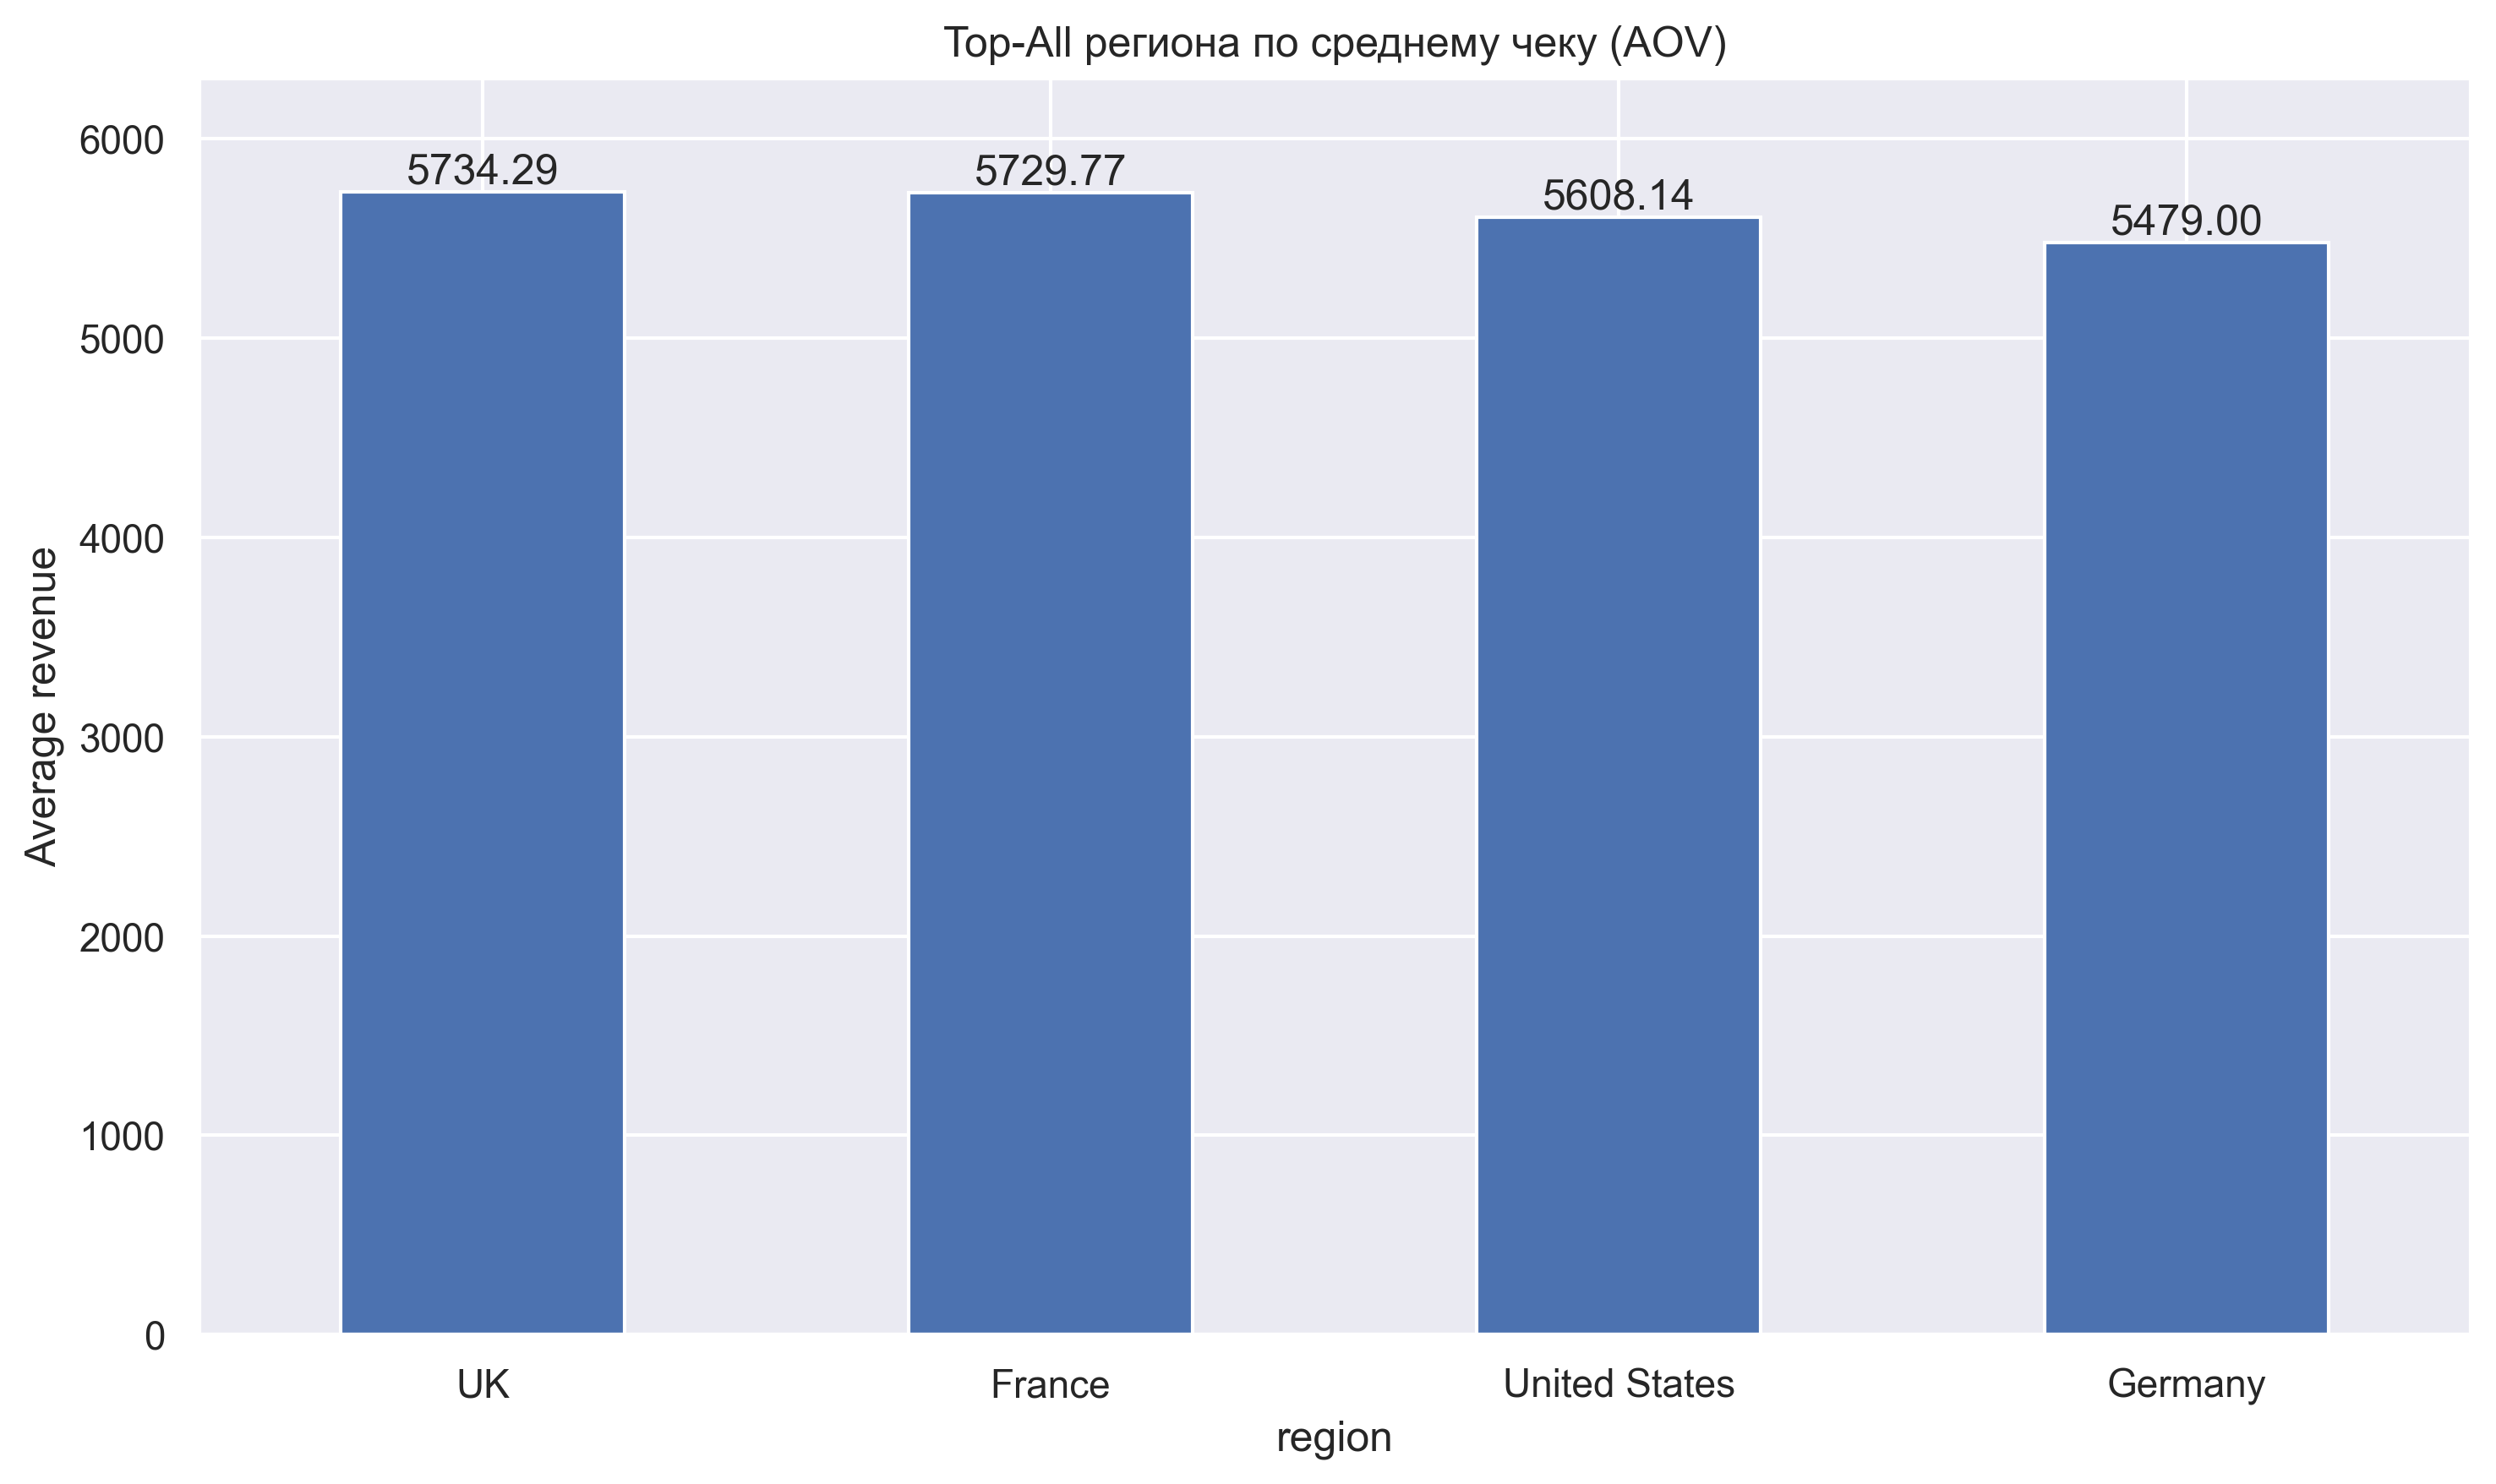 Top-All региона по среднему чеку (AOV)
6000
5000
4000
3000
2000
1000
0
Average revenue
5734.29
5729.77
5608.14
5479.00
UK
France
United States
Germany
region